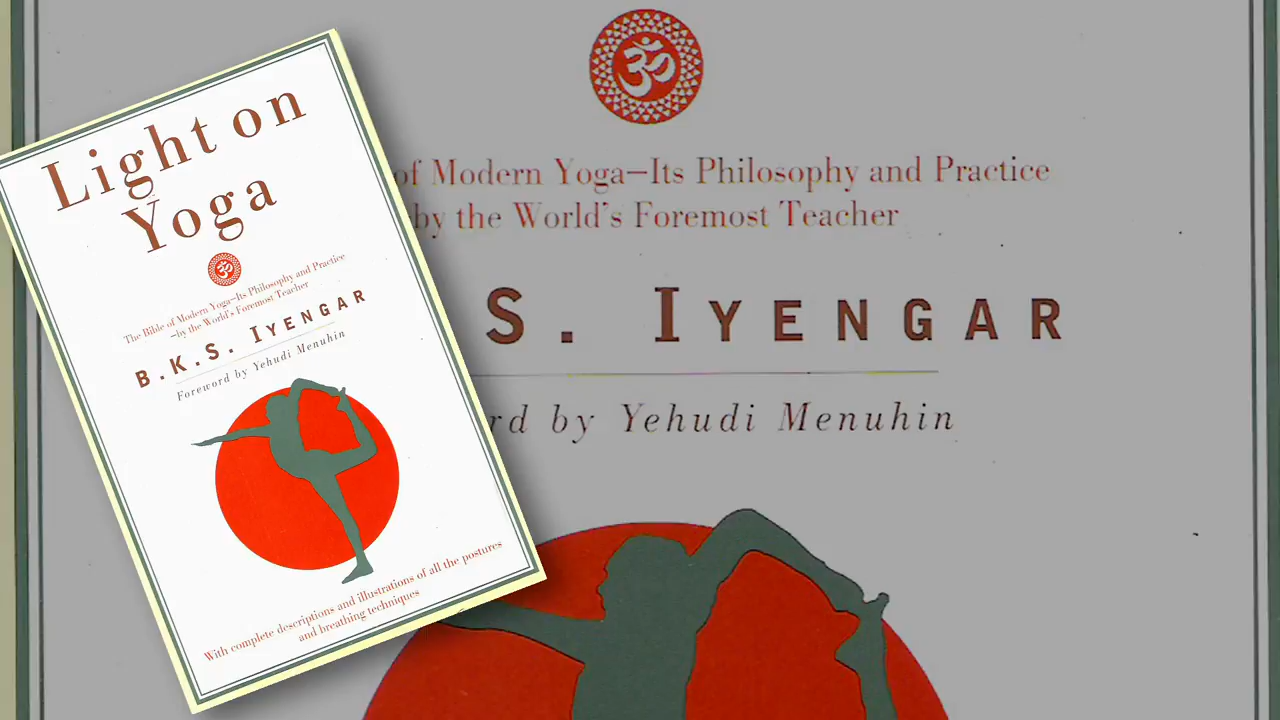 Light on
Yoga
ॐ
The Bible of Modern Yoga—Its Philosophy and Practice
—by the World's Foremost Teacher
B.K.S. IYENGAR
Foreword by Yehudi Menuhin
With complete descriptions and illustrations of all the postures
and breathing techniques
ॐ
of Modern Yoga—Its Philosophy and Practice
by the World's Foremost Teacher
S. IYENGAR
rd by Yehudi Menuhin